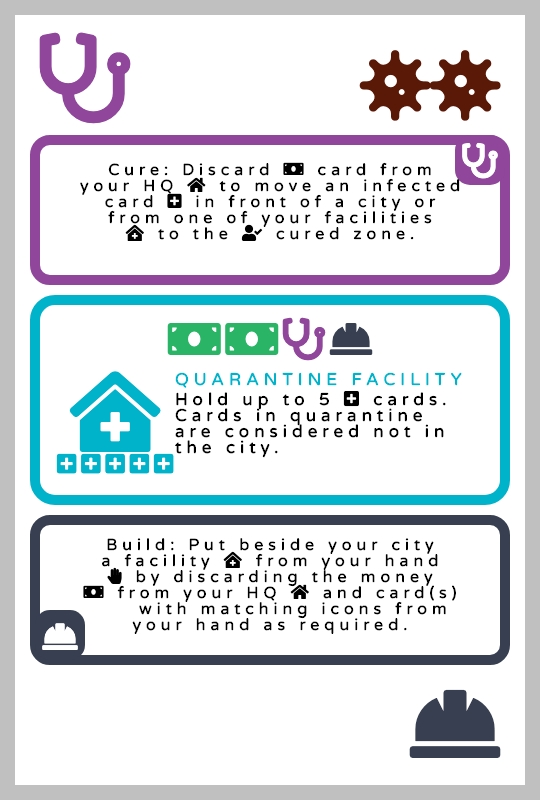 Cure: Discard card from
your HQ to move an infected
card in front of a city or
from one of your facilities
to the cured zone.
QUARANTINE FACILITY
Hold up to 5 cards.
Cards in quarantine
are considered not in
the city.
Build: Put beside your city
a facility from your hand
by discarding the money
from your HQ and card(s)
with matching icons from
your hand as required.